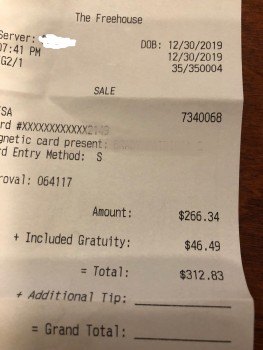 The Freehouse
Server:
DOB: 12/30/2019
07:41 PM
12/30/2019
G2/1
35/350004
SALE
SA
7340068
rd #XXXXXXXXXXXX2149
gnetic card present:
rd Entry Method: S
roval: 064117
Amount: $266.34
+ Included Gratuity: $46.49
= Total: $312.83
+ Additional Tip:
= Grand Total: